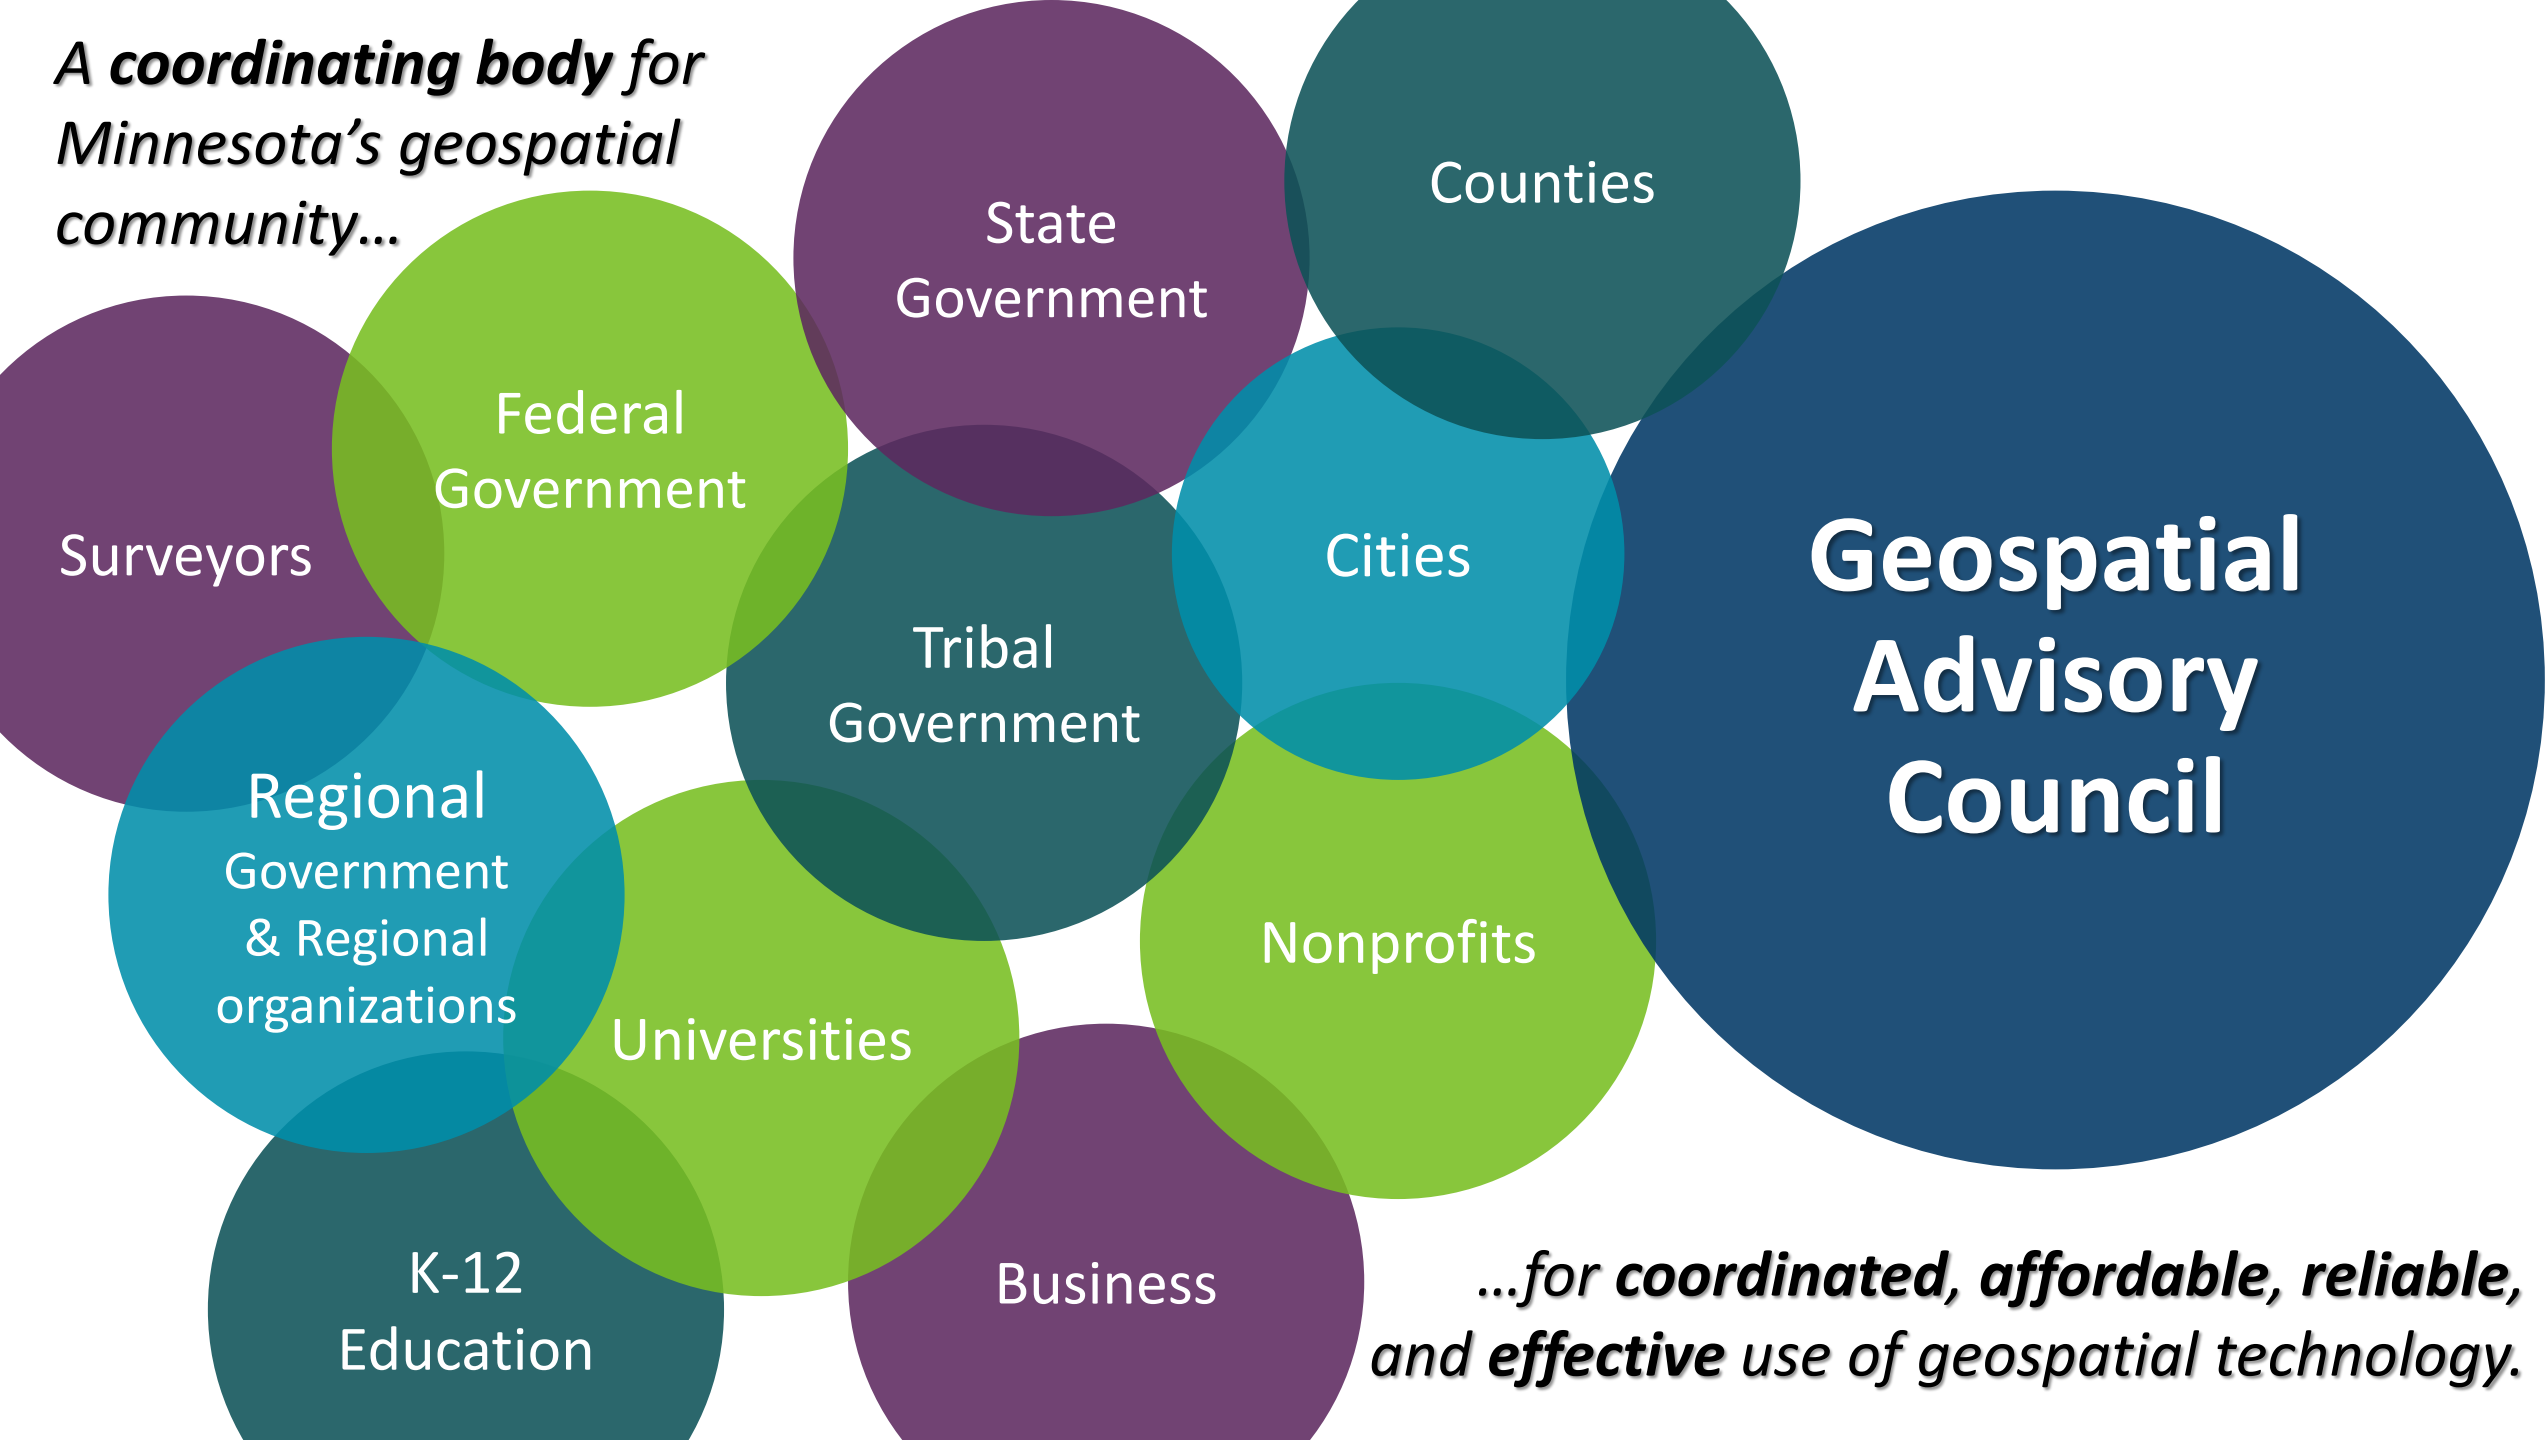 A coordinating body for
Minnesota’s geospatial
community…
State
Government
Counties
Federal
Government
Surveyors
Cities
Tribal
Government
Geospatial
Advisory
Council
Regional
Government
& Regional
organizations
Universities
Nonprofits
K-12
Education
Business
…for coordinated, affordable, reliable,
and effective use of geospatial technology.